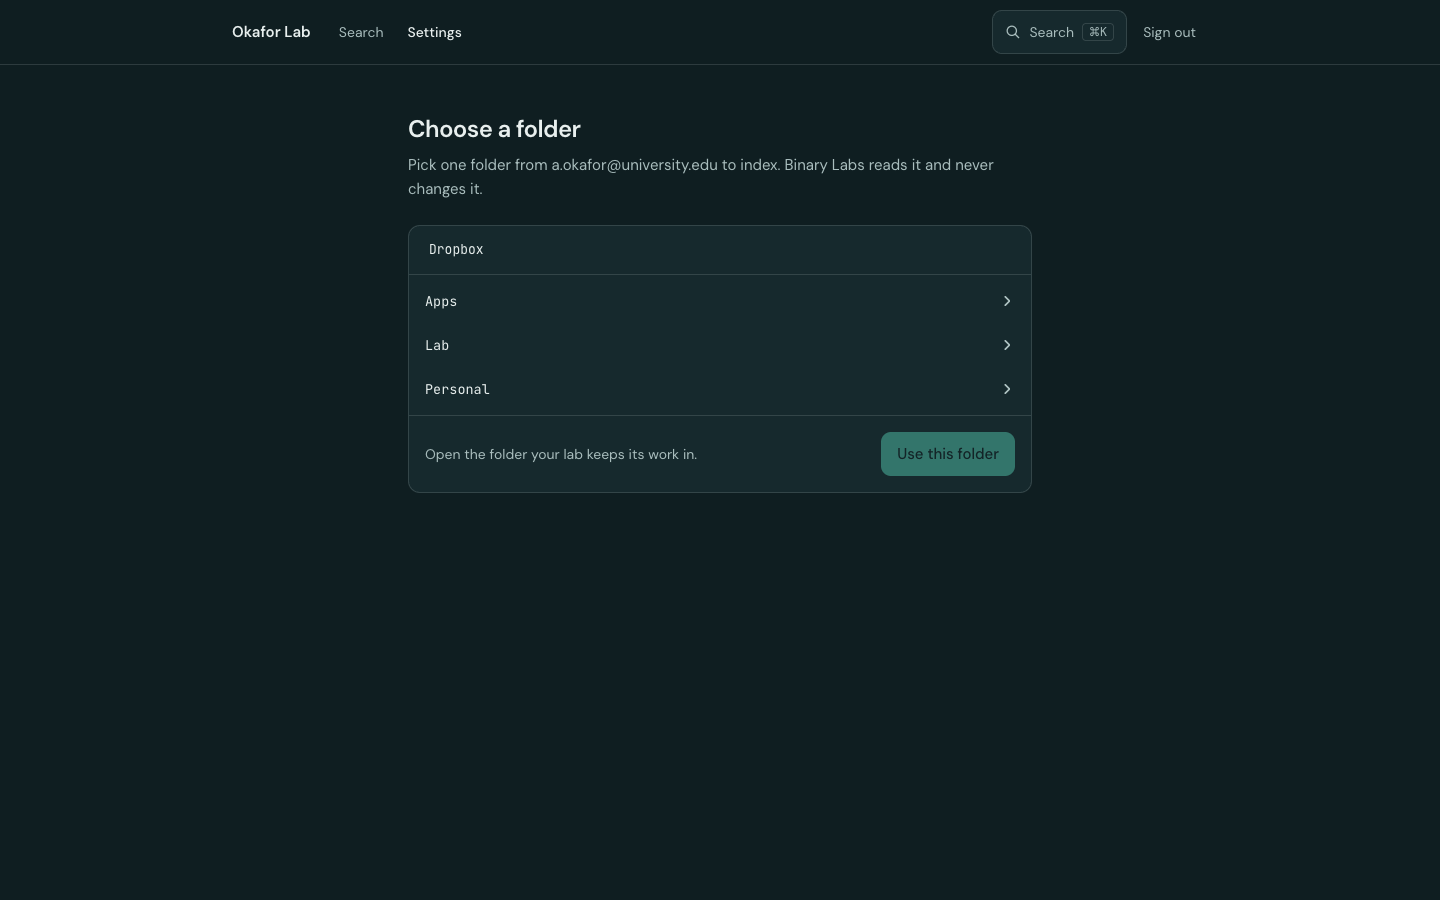 Okafor Lab
Search
Settings
Search ⌘K
Sign out
Choose a folder
Pick one folder from a.okafor@university.edu to index. Binary Labs reads it and never
changes it.
Dropbox
Apps
Lab
Personal
Open the folder your lab keeps its work in.
Use this folder